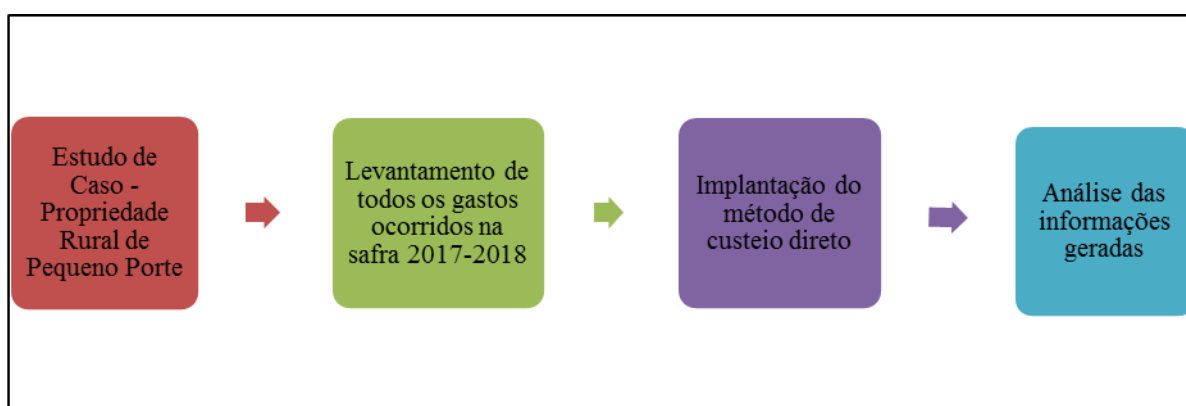 Estudo de
Caso -
Propriedade
Rural de
Pequeno Porte
Levantamento de
todos os gastos
ocorridos na
safra 2017-2018
Implantação do
método de
custeio direto
Análise das
informações
geradas